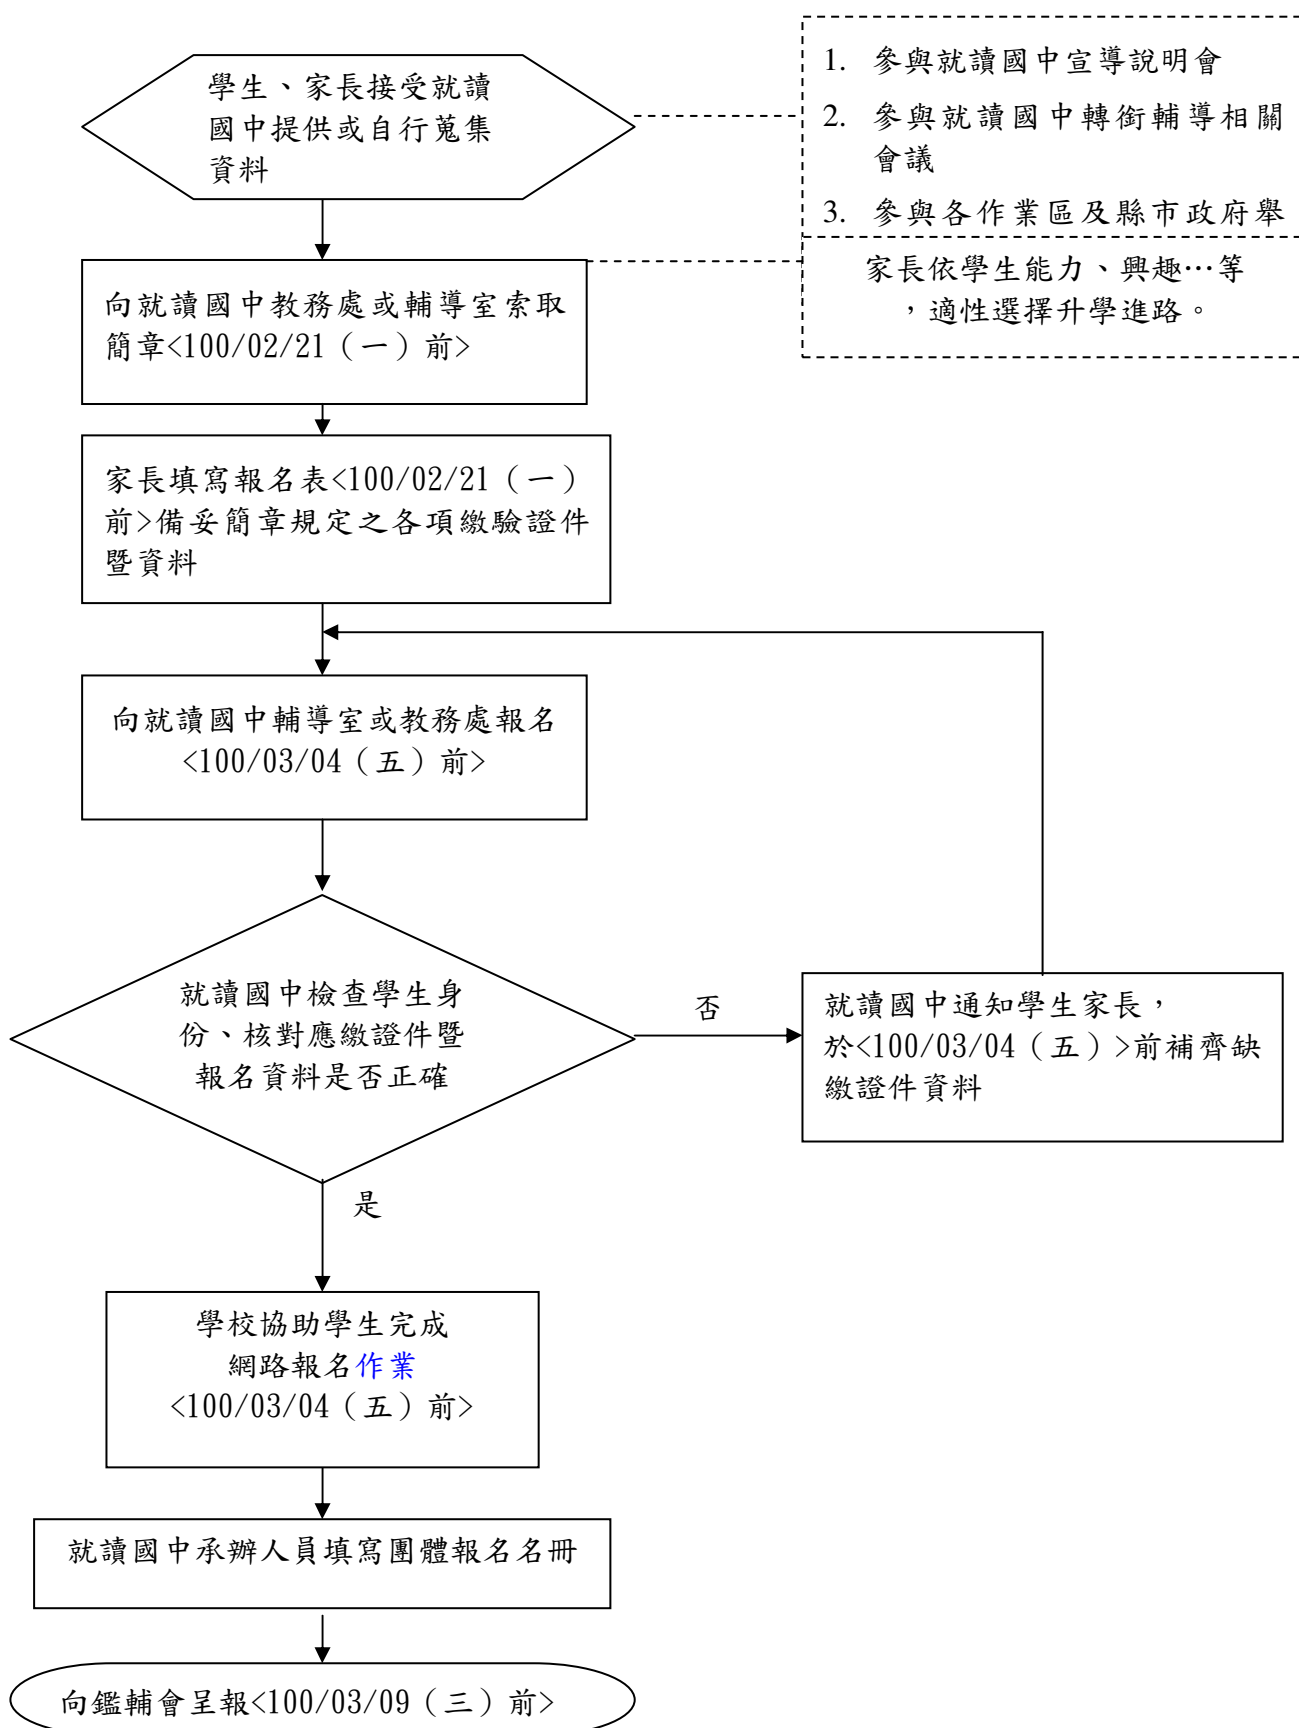 學生、家長接受就讀
國中提供或自行蒐集
資料
1. 參與就讀國中宣導說明會
2. 參與就讀國中轉銜輔導相關
會議
3. 參與各作業區及縣市政府舉
家長依學生能力、興趣…等
，適性選擇升學進路。
向就讀國中教務處或輔導室索取
簡章<100/02/21（一）前>
家長填寫報名表<100/02/21（一）
前>備妥簡章規定之各項繳驗證件
暨資料
向就讀國中輔導室或教務處報名
<100/03/04（五）前>
就讀國中檢查學生身
份、核對應繳證件暨
報名資料是否正確
否
就讀國中通知學生家長，
於<100/03/04（五）>前補齊缺
繳證件資料
是
學校協助學生完成
網路報名作業
<100/03/04（五）前>
就讀國中承辦人員填寫團體報名名冊
向鑑輔會呈報<100/03/09（三）前>